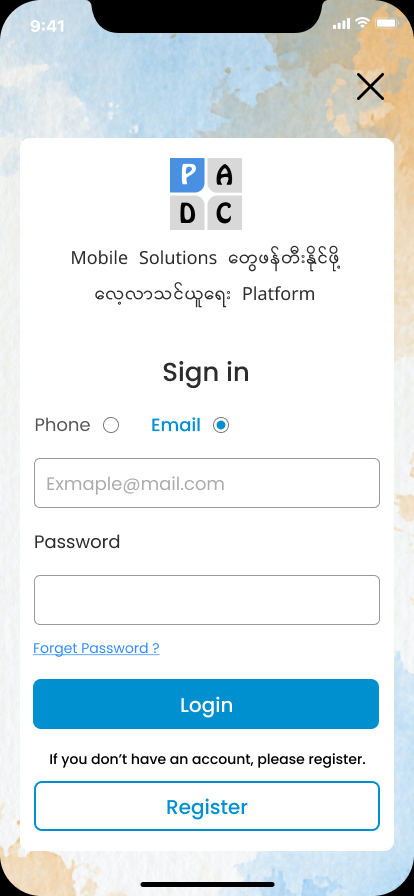 9:41
P A
D C
Mobile Solutions တွေဖန်တီးနိုင်ဖို့
လေ့လာသင်ယူရေး Platform
Sign in
Phone Email
Exmaple@mail.com
Password
Forget Password ?
Login
If you don’t have an account, please register.
Register